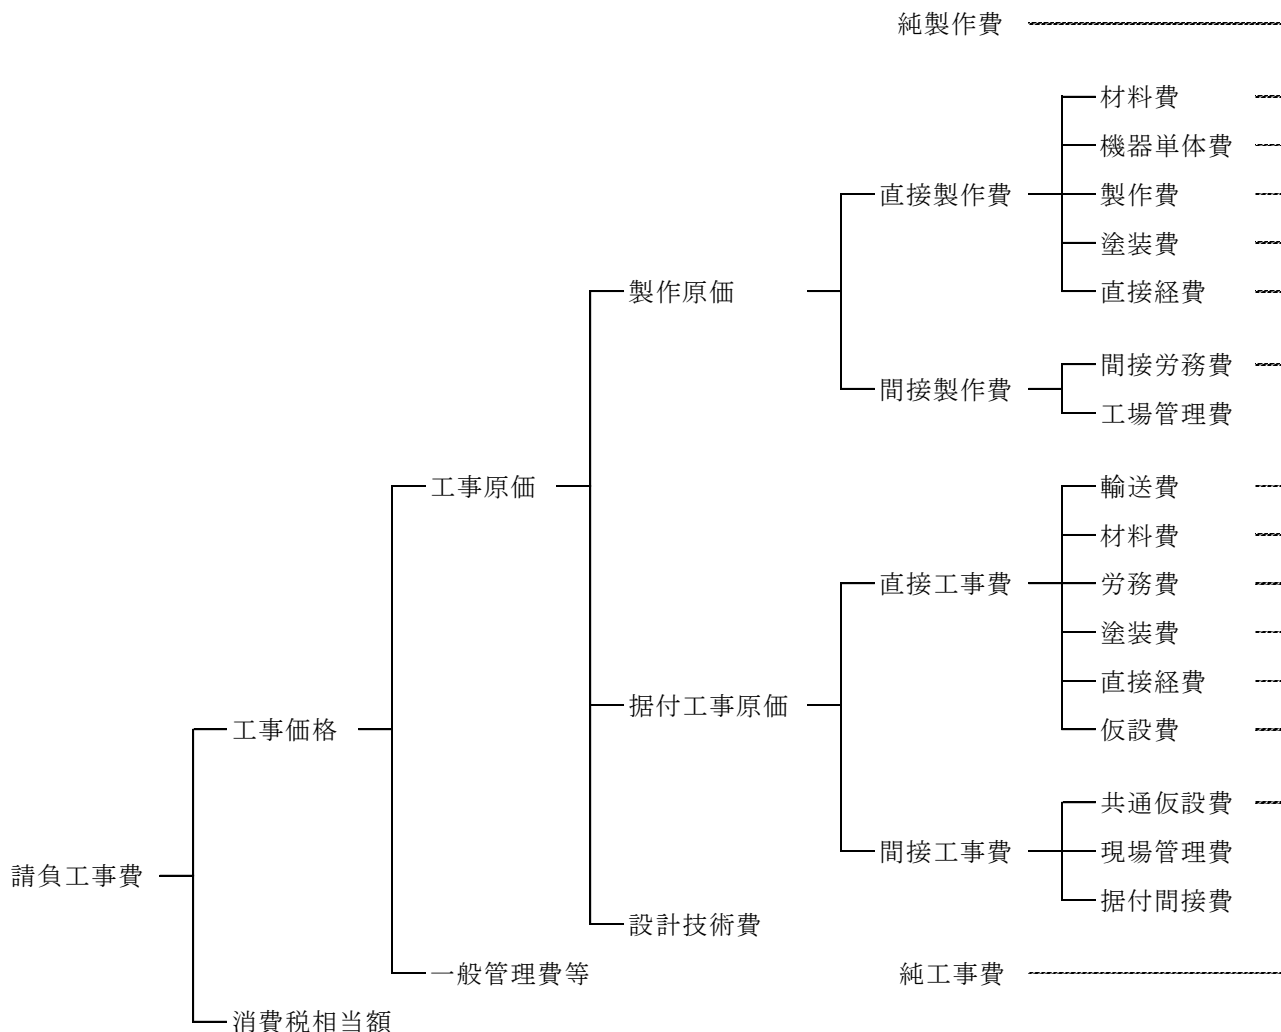 純製作費
材料費
機器単体費
直接製作費
製作費
塗装費
製作原価
直接経費
間接労務費
間接製作費
工場管理費
工事原価
輸送費
材料費
直接工事費
労務費
塗装費
直接経費
据付工事原価
仮設費
工事価格
共通仮設費
間接工事費
現場管理費
請負工事費
据付間接費
設計技術費
一般管理費等
純工事費
消費税相当額